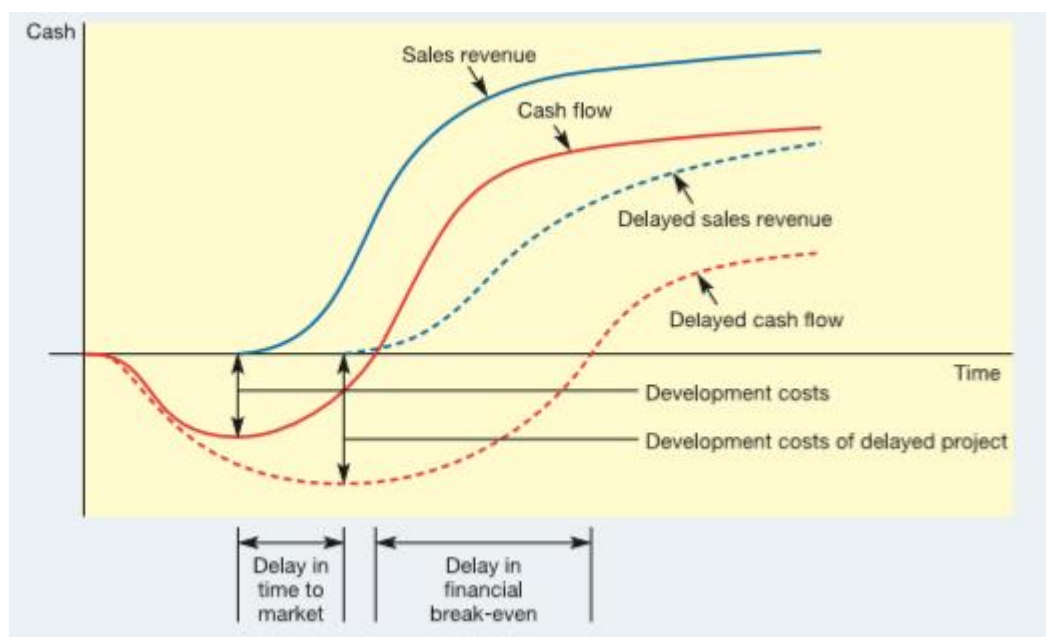 Cash
Sales revenue
Cash flow
Delayed sales revenue
Delayed cash flow
Time
Development costs
Development costs of delayed project
Delay in
time to
market
Delay in
financial
break-even